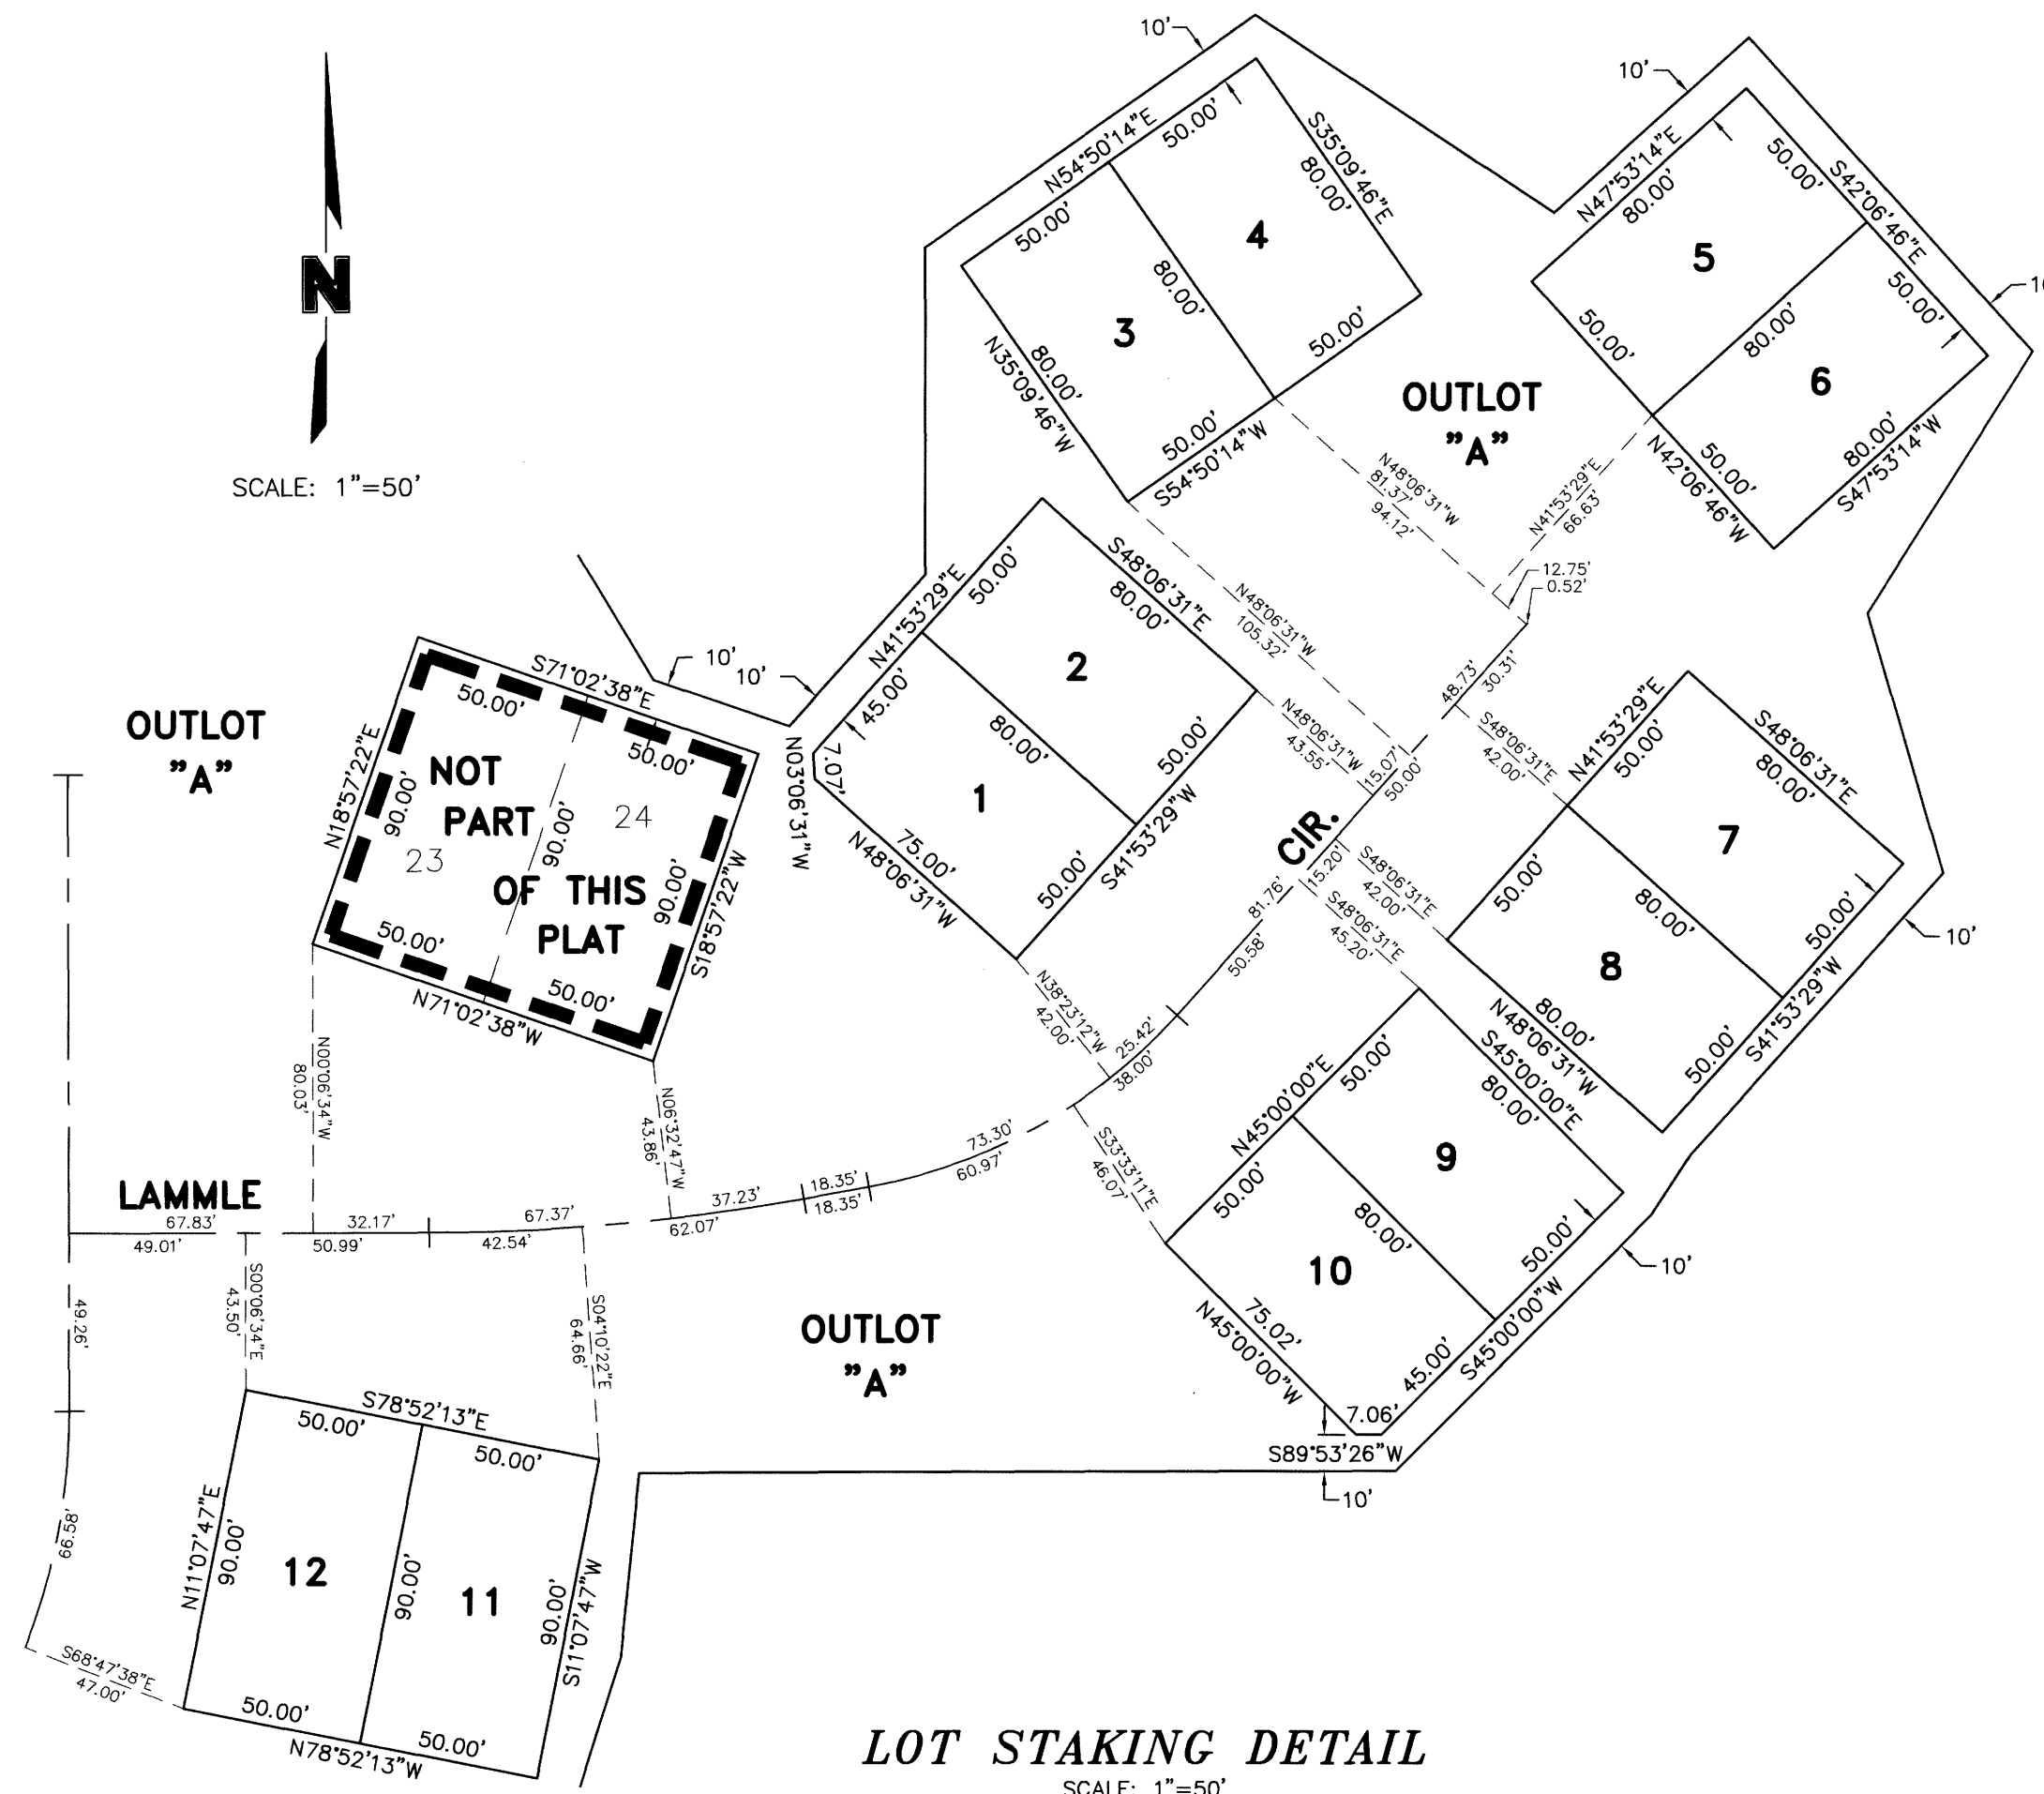 N
SCALE: 1"=50'
10'
N54°50'14"E
50.00'
50.00'
S35°09'46"E
80.00'
4
80.00'
3
N35°09'46"W
80.00'
50.00'
50.00'
S54°50'14"W
10'
N47°53'14"E
80.00'
50.00'
S42°06'46"E
5
50.00'
50.00'
80.00'
6
N42°06'46"W
50.00'
80.00'
S47°53'14"W
OUTLOT
"A"
N48°06'31"W
81.37'
94.12'
N41°53'29"E
66.63'
12.75'
0.52'
N41°53'29"E
50.00'
45.00'
S48°06'31"E
80.00'
2
80.00'
50.00'
1
7.07'
N03°06'31"W
75.00'
N48°06'31"W
50.00'
S41°53'29"W
N48°06'31"W
105.32'
N48°06'31"W
43.55'
48.73'
30.31'
15.07'
50.00'
S48°06'31"E
42.00'
CIR.
15.20'
S48°06'31"E
42.00'
81.76'
50.58'
S48°06'31"E
45.20'
N41°53'29"E
50.00'
S48°06'31"E
80.00'
7
50.00'
80.00'
50.00'
8
N48°06'31"W
80.00'
50.00'
S41°53'29"W
10'
10'
10'
OUTLOT
"A"
S71°02'38"E
50.00'
50.00'
N18°57'22"E
90.00'
NOT
PART
OF THIS
PLAT
23
24
90.00'
90.00'
S18°57'22"W
50.00'
50.00'
N71°02'38"W
N00°06'34"W
80.03'
N06°32'47"W
43.86'
N38°23'12"W
42.00'
25.42'
38.00'
73.30'
60.97'
18.35'
18.35'
37.23'
62.07'
67.37'
42.54'
32.17'
50.99'
LAMMLE
67.83'
49.01'
S33°33'11"E
46.07'
N45°00'00"E
50.00'
50.00'
S45°00'00"E
80.00'
9
80.00'
50.00'
10
75.02'
N45°00'00"W
45.00'
S45°00'00"W
10'
7.06'
S89°53'26"W
10'
49.26'
S00°06'34"E
43.50'
S04°10'22"E
64.66'
OUTLOT
"A"
S78°52'13"E
50.00'
50.00'
N11°07'47"E
90.00'
12
90.00'
11
90.00'
S11°07'47"W
66.58'
S68°47'38"E
47.00'
50.00'
50.00'
N78°52'13"W
LOT STAKING DETAIL
SCALE: 1"=50'